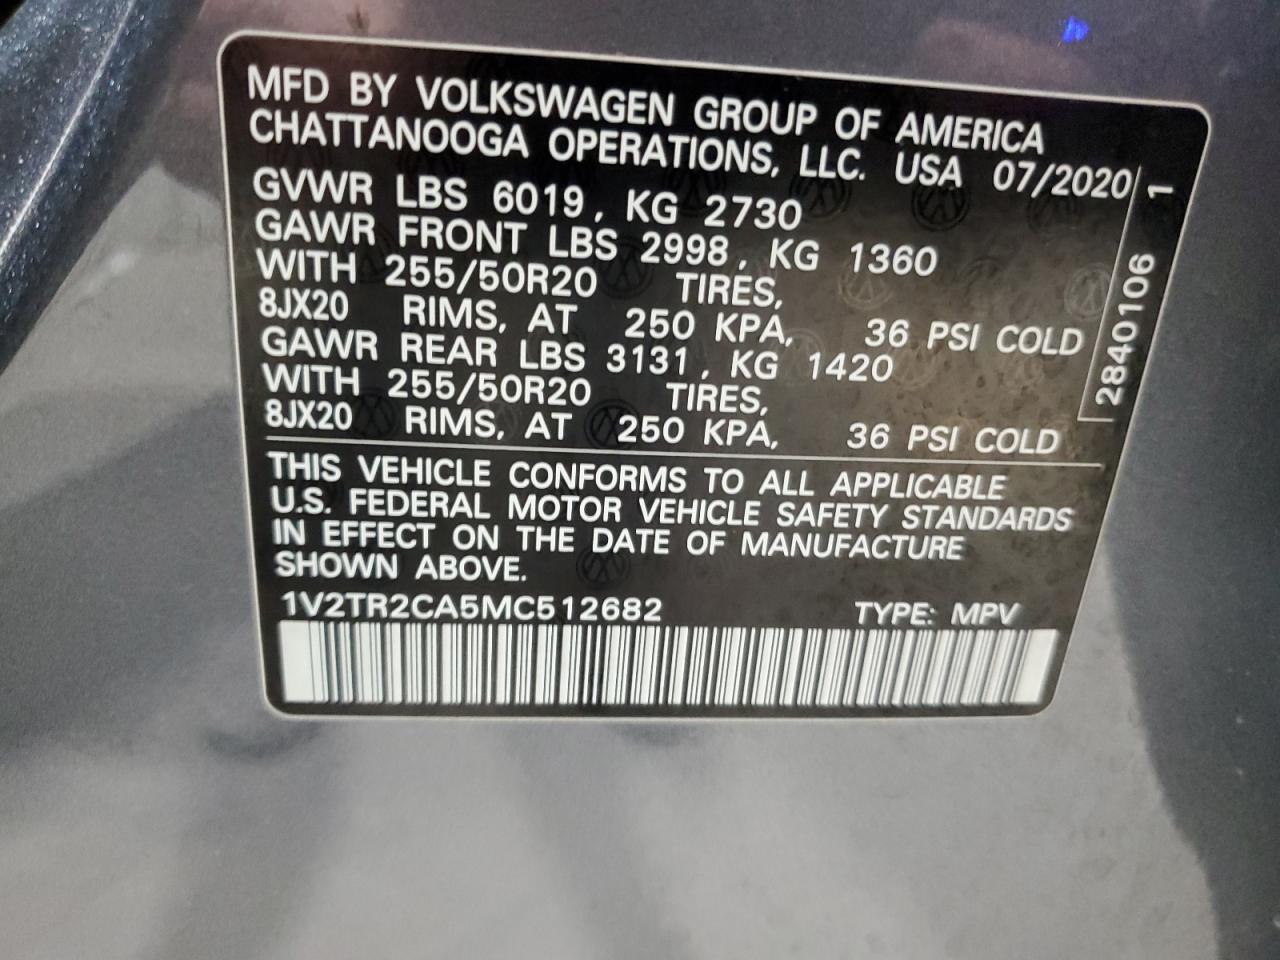 MFD BY VOLKSWAGEN GROUP OF AMERICA
CHATTANOOGA OPERATIONS, LLC. USA 07/2020
GVWR LBS 6019, KG 2730
GAWR FRONT LBS 2998, KG 1360
WITH 255/50R20 TIRES,
8JX20 RIMS, AT 250 KPA, 36 PSI COLD
GAWR REAR LBS 3131, KG 1420
WITH 255/50R20 TIRES,
8JX20 RIMS, AT 250 KPA, 36 PSI COLD
2840106 1
THIS VEHICLE CONFORMS TO ALL APPLICABLE
U.S. FEDERAL MOTOR VEHICLE SAFETY STANDARDS
IN EFFECT ON THE DATE OF MANUFACTURE
SHOWN ABOVE.
1V2TR2CA5MC512682 TYPE: MPV